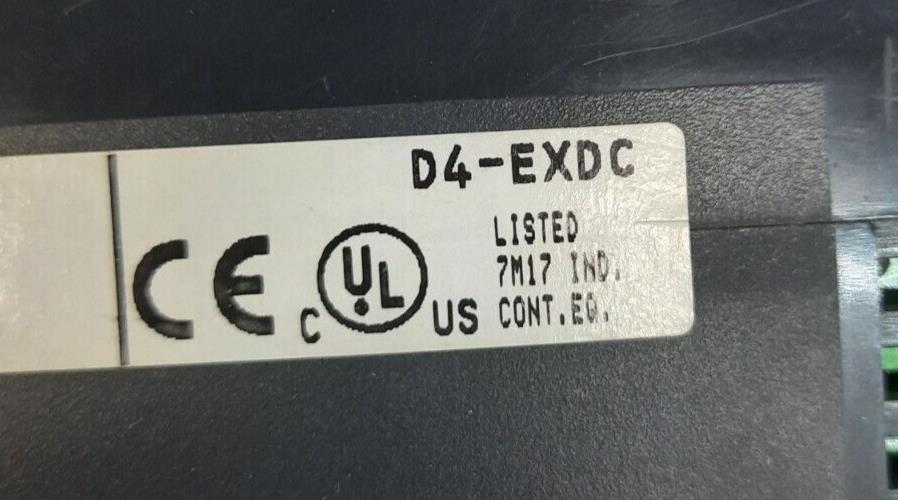 D4-EXDC
LISTED
7M17 IND.
CONT.EQ.
CE
C UL US